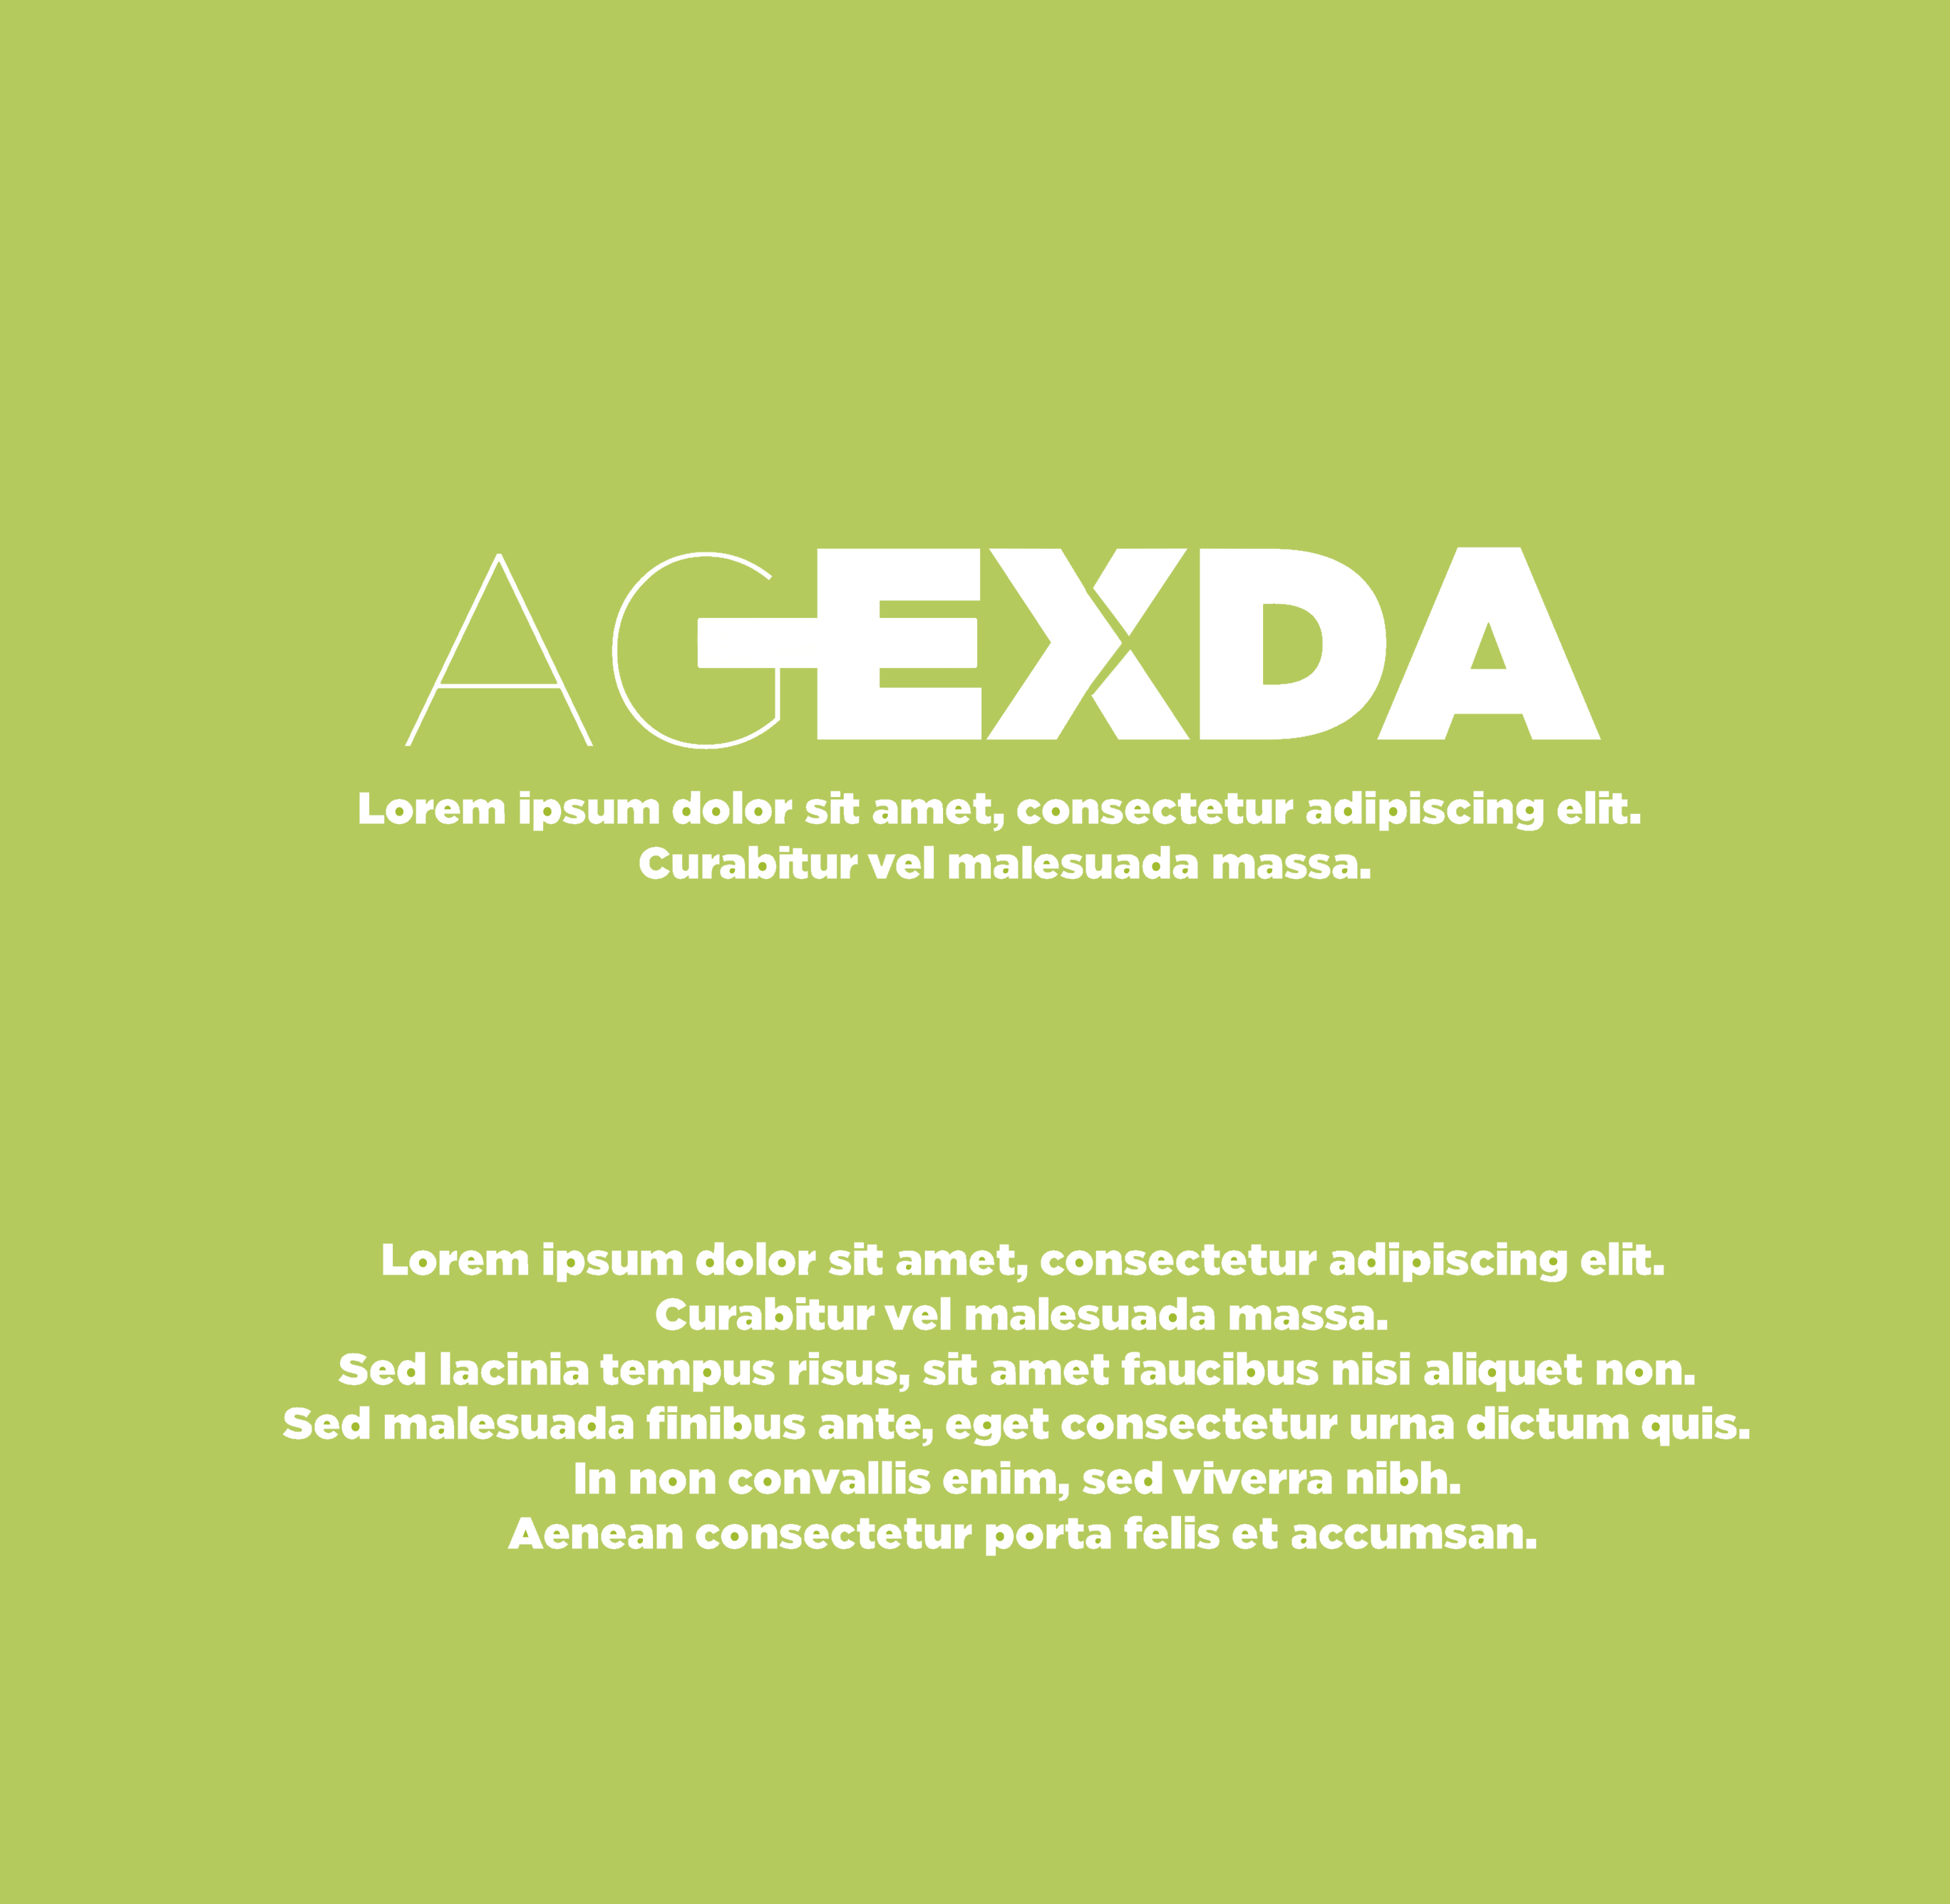 AGEXDA
Lorem ipsum dolor sit amet, consectetur adipiscing elit.
Curabitur vel malesuada massa.
Lorem ipsum dolor sit amet, consectetur adipiscing elit.
Curabitur vel malesuada massa.
Sed lacinia tempus risus, sit amet faucibus nisi aliquet non.
Sed malesuada finibus ante, eget consectetur urna dictum quis.
In non convallis enim, sed viverra nibh.
Aenean consectetur porta felis et accumsan.